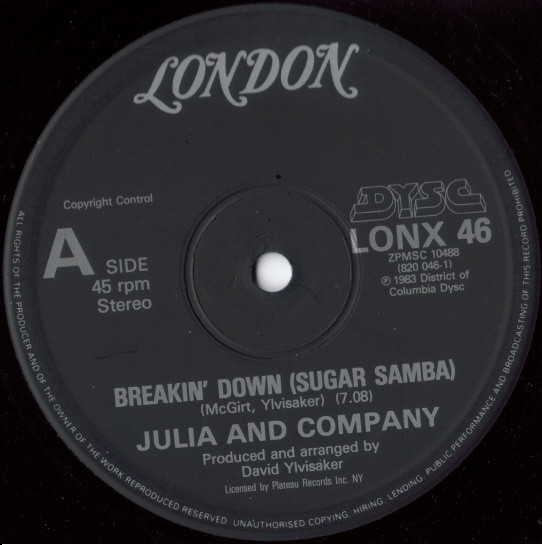 LONDON
Copyright Control
A
SIDE
45 rpm
Stereo
DYSC
LONX 46
ZPMSC 10488
(820 046-1)
℗ 1983 District of
Columbia Dysc
BREAKIN' DOWN (SUGAR SAMBA)
(McGirt, Ylvisaker) (7.08)
JULIA AND COMPANY
Produced and arranged by
David Ylvisaker
Licensed by Plateau Records Inc. NY
ALL RIGHTS OF THE PRODUCER AND OF THE OWNER OF THE WORK REPRODUCED RESERVED. UNAUTHORISED COPYING, HIRING, LENDING, PUBLIC PERFORMANCE AND BROADCASTING OF THIS RECORD PROHIBITED